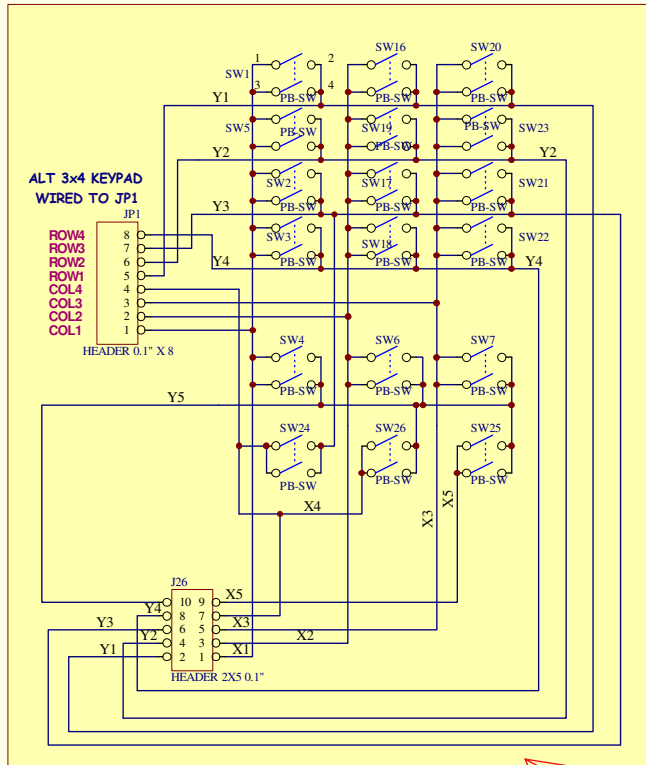 SW16 SW20
1 2
SW1
3 4
PB-SW PB-SW PB-SW
Y1
SW5 SW19 SW23
PB-SW PB-SW PB-SW
Y2 Y2
ALT 3x4 KEYPAD
WIRED TO JP1
SW2 SW17 SW21
PB-SW PB-SW PB-SW
Y3
JP1
SW3 SW18 SW22
PB-SW PB-SW PB-SW
Y4 Y4
ROW4 8
ROW3 7
ROW2 6
ROW1 5
COL4 4
COL3 3
COL2 2
COL1 1
HEADER 0.1" X 8
SW4 SW6 SW7
PB-SW PB-SW PB-SW
Y5
SW24 SW26 SW25
PB-SW PB-SW PB-SW
X4 X3 X5
J26
10 9 X5
Y4 8 7
Y3 6 5 X3
Y2 4 3 X2
Y1 2 1 X1
HEADER 2X5 0.1"